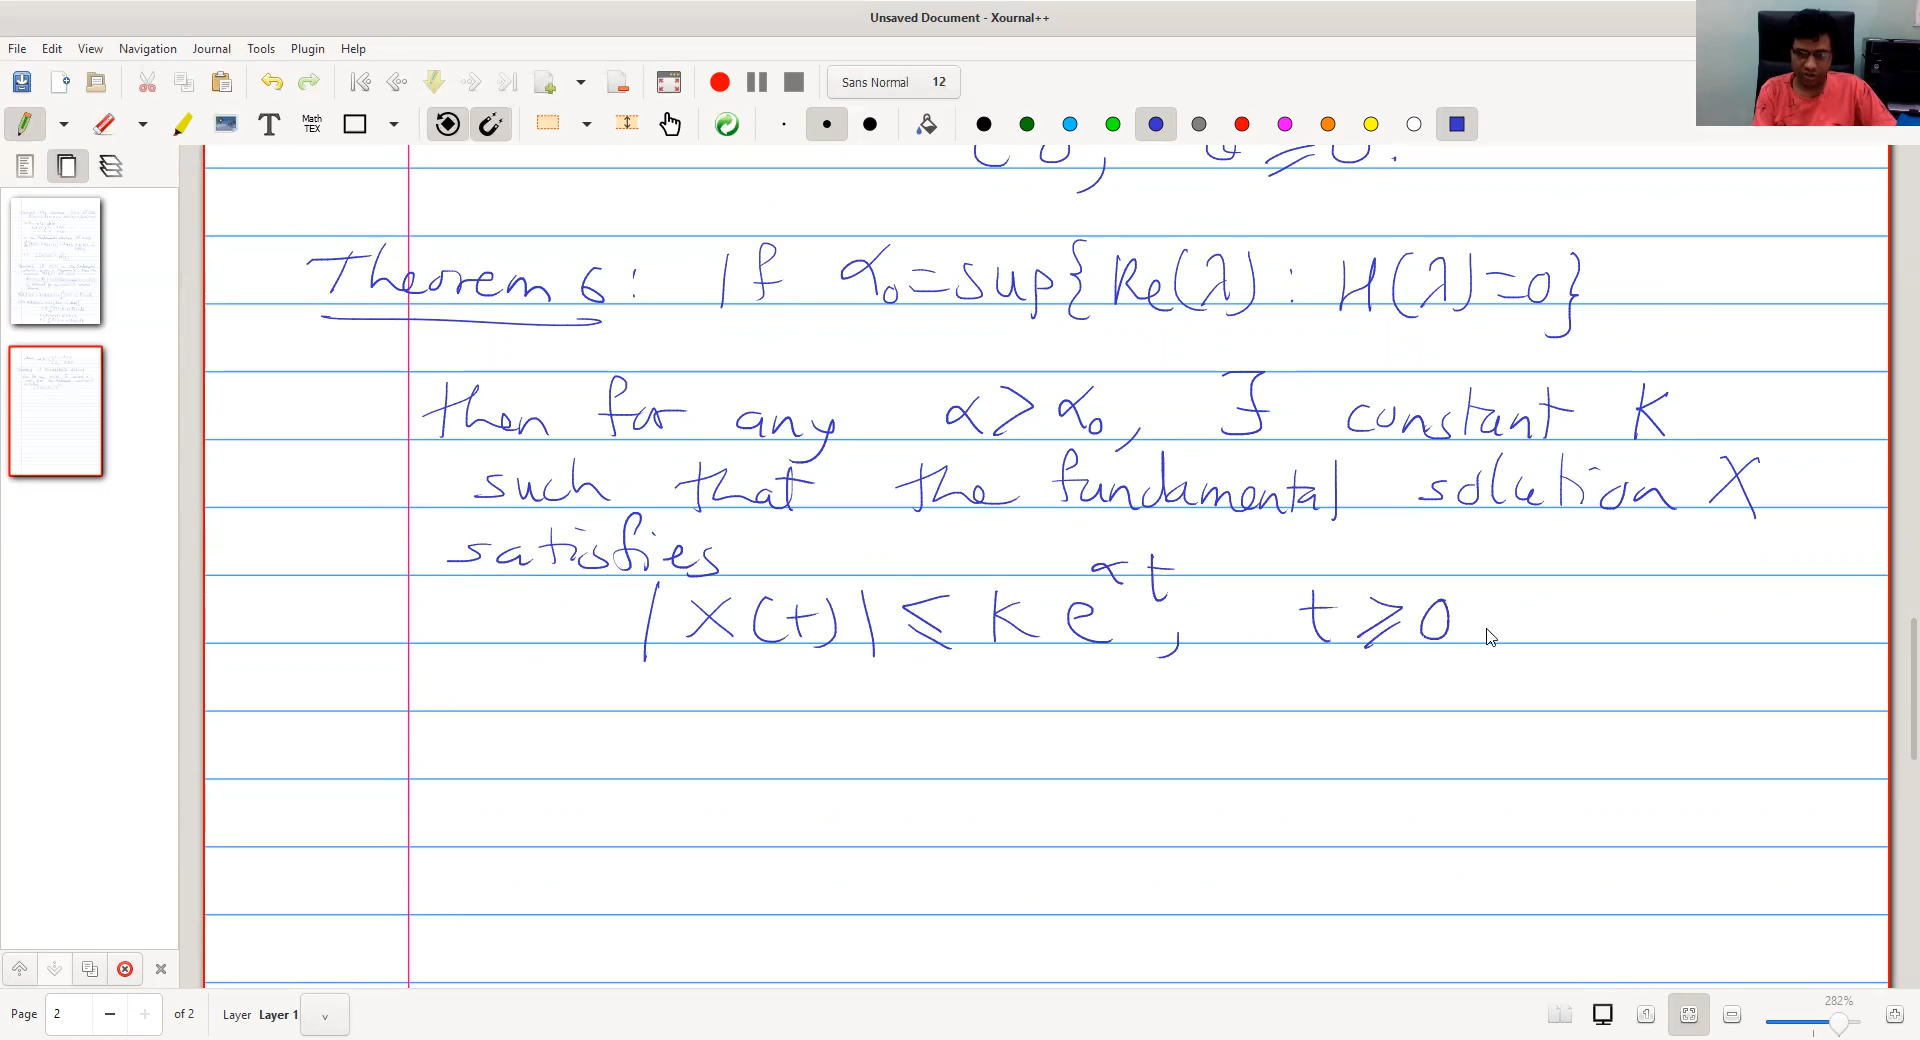 Unsaved Document - Xournal++
File Edit View Navigation Journal Tools Plugin Help
Sans Normal 12
Math
TEX
Theorem 6: If α₀=sup{Re(λ): H(λ)=0}
then for any α>α₀, ∃ constant K
such that the fundamental solution X
satisfies
|X(t)| ⩽ K e^{αt}, t ⩾ 0
Page 2 of 2 Layer Layer 1
282%